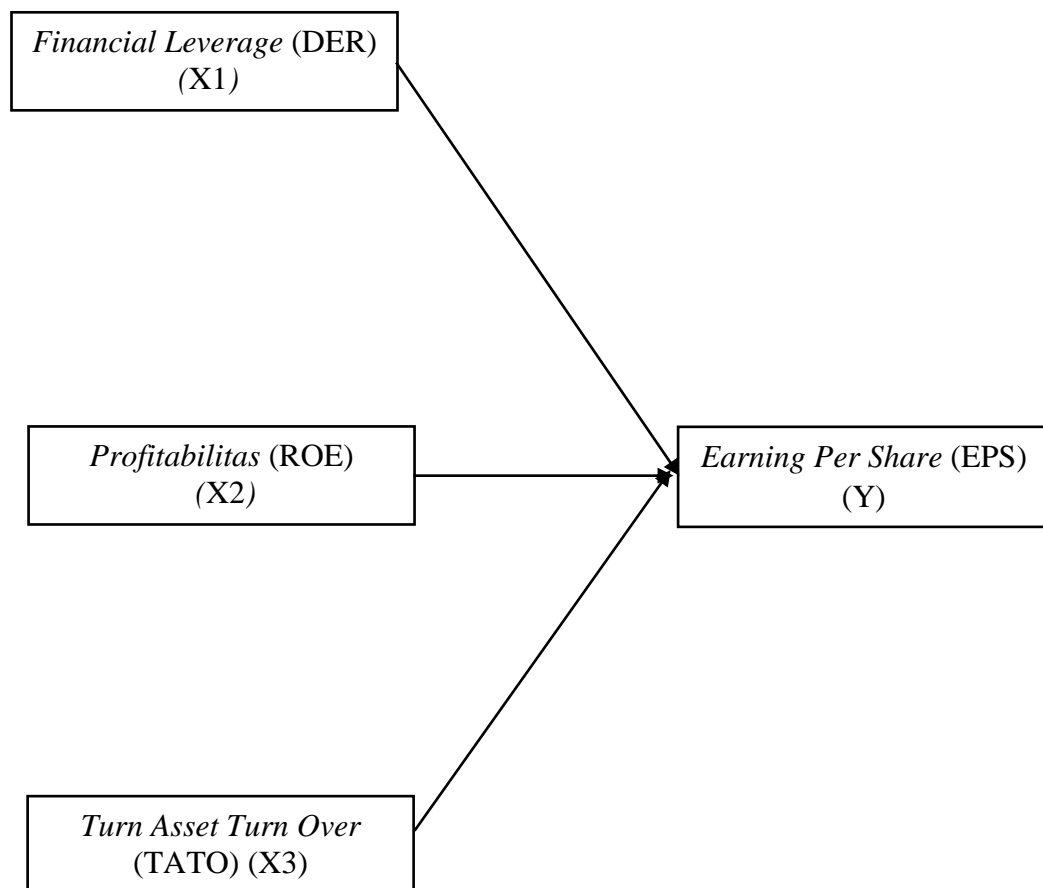 Financial Leverage (DER)
(X1)
Profitabilitas (ROE)
(X2)
Earning Per Share (EPS)
(Y)
Turn Asset Turn Over
(TATO) (X3)